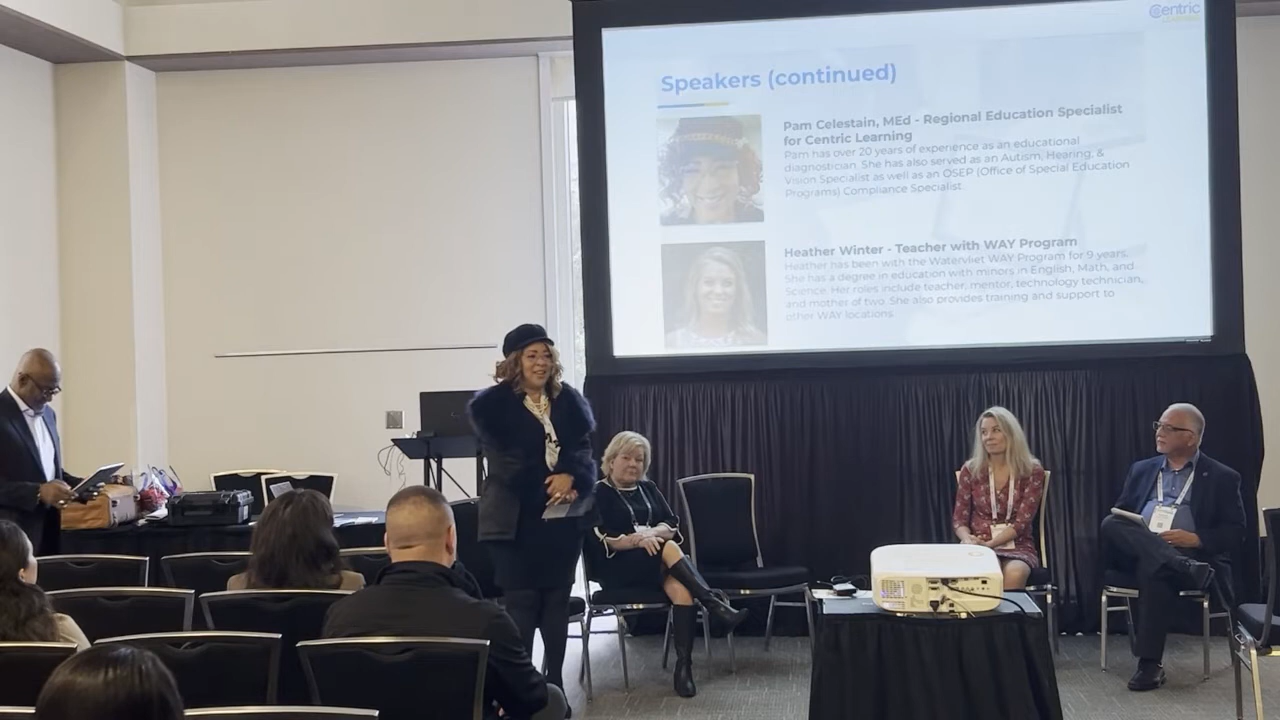 Centric
LEARNING
Speakers (continued)
Pam Celestain, MEd - Regional Education Specialist
for Centric Learning
Pam has over 20 years of experience as an educational
diagnostician. She has also served as an Autism, Hearing, &
Vision Specialist as well as an OSEP (Office of Special Education
Programs) Compliance Specialist.
Heather Winter - Teacher with WAY Program
Heather has been with the Watervliet WAY Program for 9 years.
She has a degree in education with minors in English, Math, and
Science. Her roles include teacher, mentor, technology technician,
and mother of two. She also provides training and support to
other WAY locations.